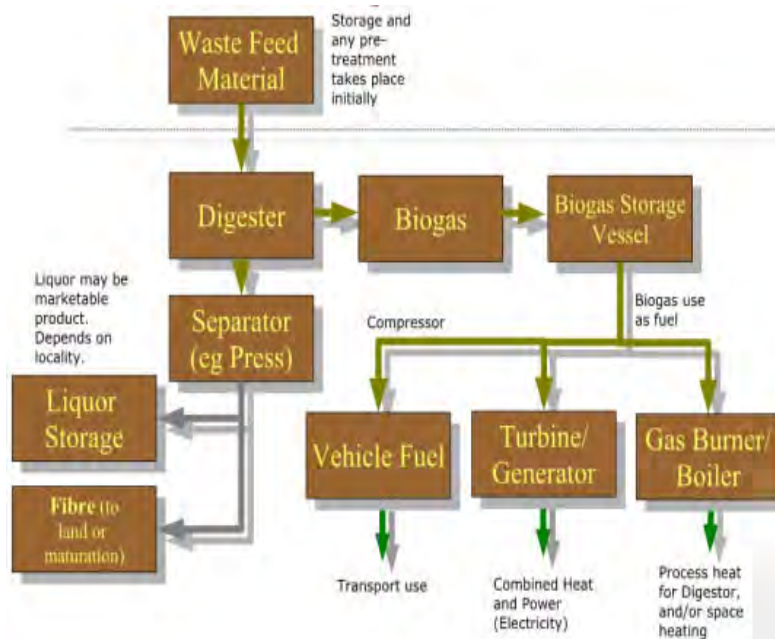 Waste Feed
Material
Storage and
any pre-
treatment
takes place
initially
Digester
Biogas
Biogas Storage
Vessel
Liquor may be
marketable
product.
Depends on
locality.
Separator
(eg Press)
Compressor
Biogas use
as fuel
Liquor
Storage
Vehicle Fuel
Turbine/
Generator
Gas Burner/
Boiler
Fibre (to
land or
maturation)
Transport use
Combined Heat
and Power
(Electricity)
Process heat
for Digestor,
and/or space
heating